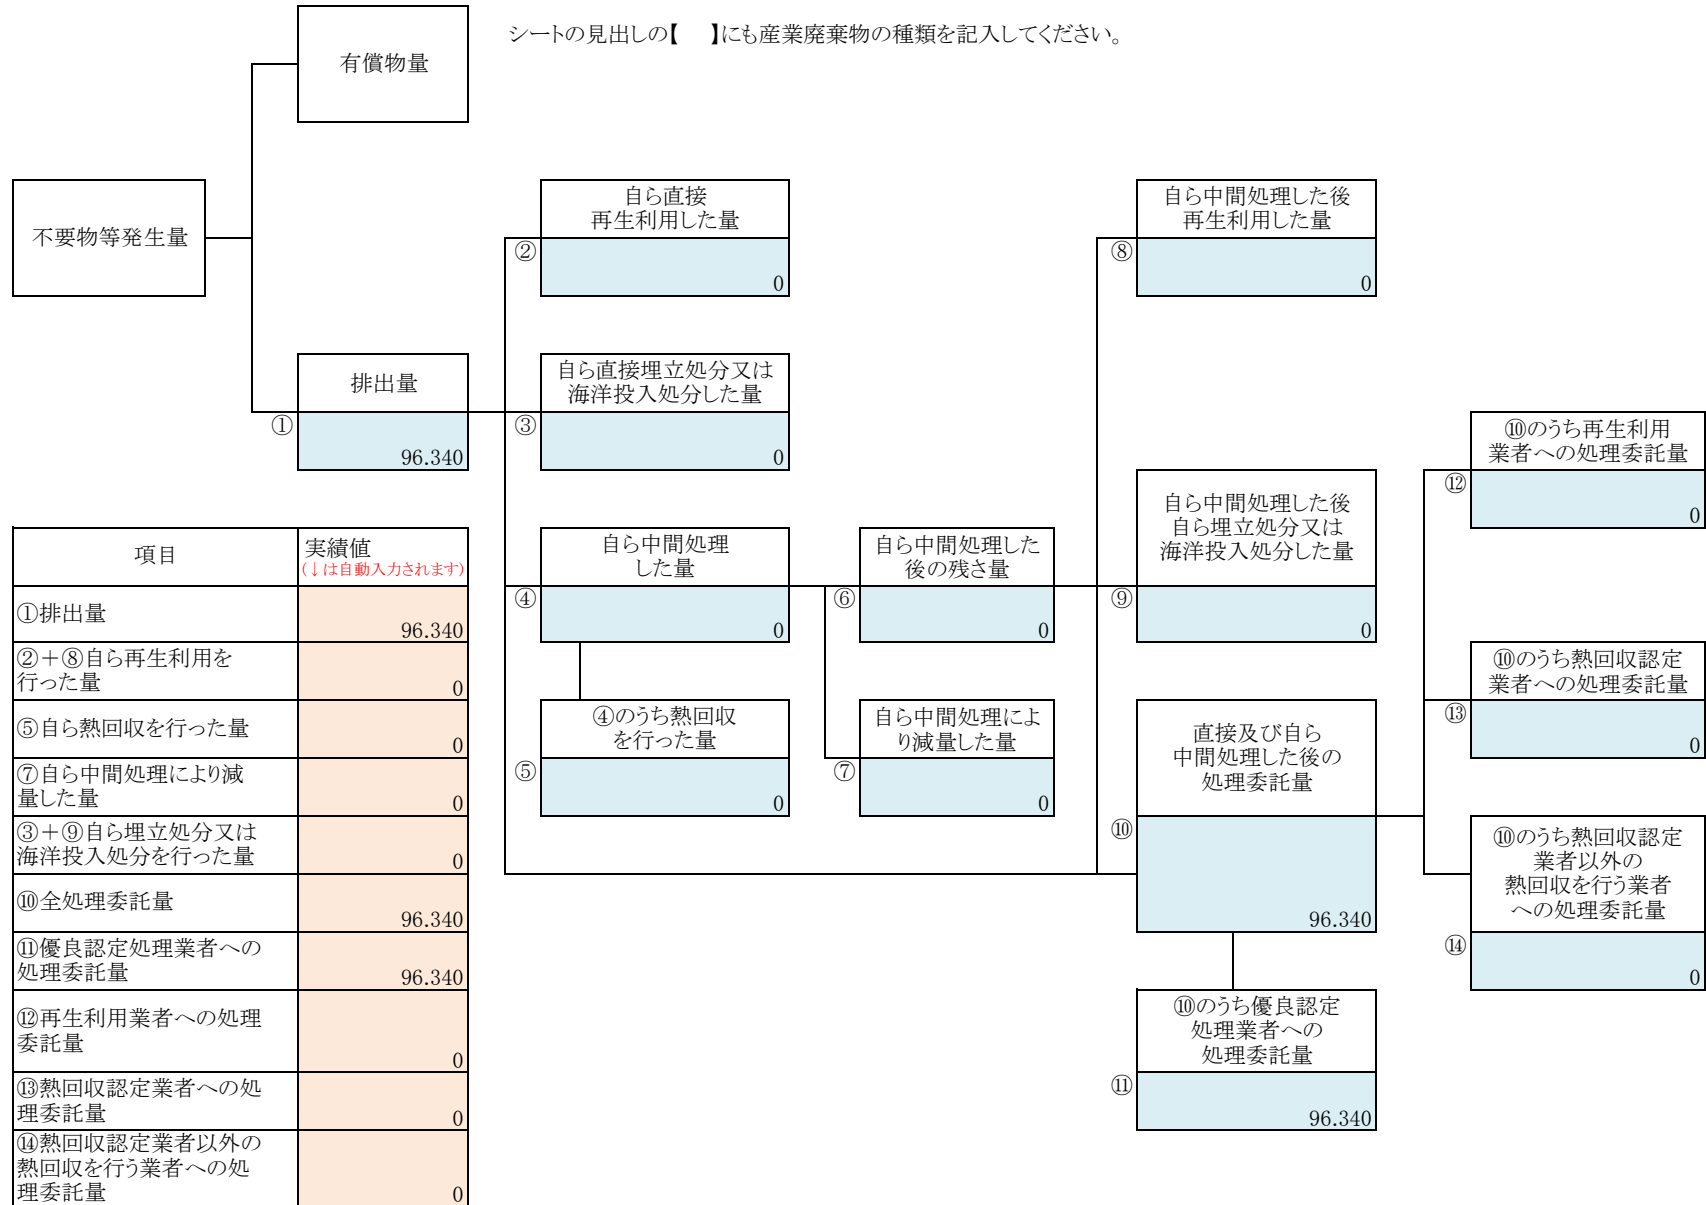 シートの見出しの【　】にも産業廃棄物の種類を記入してください。
有償物量
不要物等発生量
自ら直接
再生利用した量
②
0
自ら中間処理した後
再生利用した量
⑧
0
排出量
①
96.340
自ら直接埋立処分又は
海洋投入処分した量
③
0
⑩のうち再生利用
業者への処理委託量
⑫
0
自ら中間処理
した量
④
0
自ら中間処理した
後の残さ量
⑥
0
自ら中間処理した後
自ら埋立処分又は
海洋投入処分した量
⑨
0
⑩のうち熱回収認定
業者への処理委託量
⑬
0
④のうち熱回収
を行った量
⑤
0
自ら中間処理によ
り減量した量
⑦
0
直接及び自ら
中間処理した後の
処理委託量
⑩
96.340
⑩のうち熱回収認定
業者以外の
熱回収を行う業者
への処理委託量
⑭
0
⑩のうち優良認定
処理業者への
処理委託量
⑪
96.340
項目
実績値
(↓は自動入力されます)
①排出量
96.340
②＋⑧自ら再生利用を
行った量
0
⑤自ら熱回収を行った量
0
⑦自ら中間処理により減
量した量
0
③＋⑨自ら埋立処分又は
海洋投入処分を行った量
0
⑩全処理委託量
96.340
⑪優良認定処理業者への
処理委託量
96.340
⑫再生利用業者への処理
委託量
0
⑬熱回収認定業者への処
理委託量
0
⑭熱回収認定業者以外の
熱回収を行う業者への処
理委託量
0